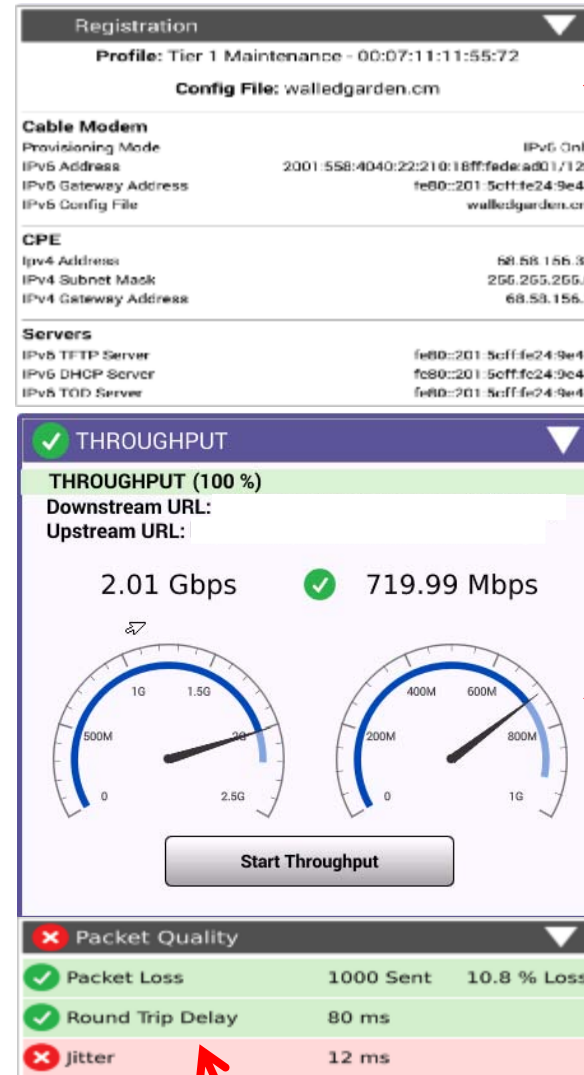 Registration
Profile: Tier 1 Maintenance - 00:07:11:11:55:72
Config File: walledgarden.cm
Cable Modem
Provisioning Mode IPv6 Onl
IPv6 Address 2001:558:4040:22:210:18ff:fede:ad01/12
IPv6 Gateway Address fe80::201:5cff:fe24:9e4
IPv6 Config File walledgarden.cr
CPE
Ipv4 Address 68.58.156.3
IPv4 Subnet Mask 255.255.255.
IPv4 Gateway Address 68.58.156.
Servers
IPv6 TFTP Server fe80::201:5cff:fe24:9e4
IPv6 DHCP Server fe80::201:5cff:fe24:9e4
IPv6 TOD Server fe80::201:5cff:fe24:9e4
THROUGHPUT
THROUGHPUT (100 %)
Downstream URL:
Upstream URL:
2.01 Gbps 719.99 Mbps
1G 1.5G 400M 600M
500M 2G 200M 800M
0 2.5G 0 1G
Start Throughput
Packet Quality
Packet Loss 1000 Sent 10.8 % Loss
Round Trip Delay 80 ms
Jitter 12 ms